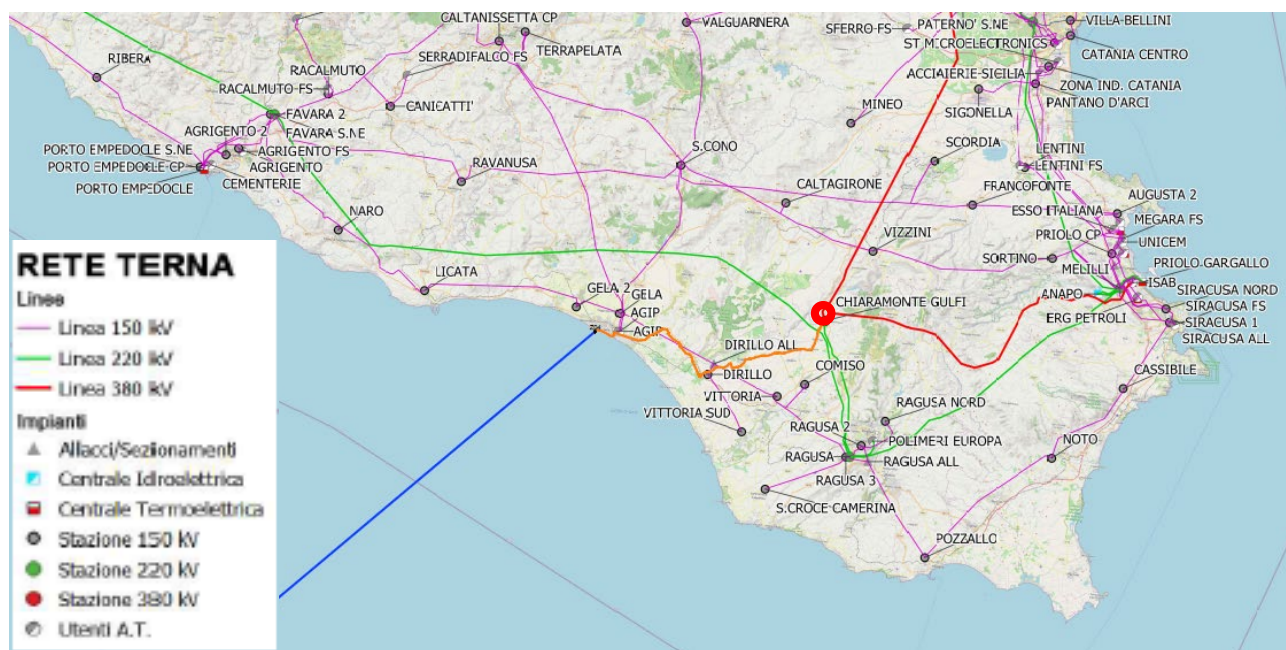 CALTANISSETTA CP
VALGUARNERA
SFERRO FS
PATERNO' S.NE
VILLA-BELLINI
SERRADIFALCO FS
TERRAPELATA
ST MICROELECTRONICS
CATANIA CENTRO
RIBERA
RACALMUTO
ACCIAIERIE SICILIA
ZONA IND. CATANIA
RACALMUTO FS
CANICATTI'
MINEO
SIGONELLA
PANTANO D'ARCI
FAVARA 2
AGRIGENTO 2
FAVARA S.NE
PORTO EMPEDOCLE S.NE
AGRIGENTO FS
S.CONO
SCORDIA
LENTINI
PORTO EMPEDOCLE CP
AGRIGENTO
RAVANUSA
LENTINI FS
PORTO EMPEDOCLE
CEMENTERIE
CALTAGIRONE
FRANCOFONTE
AUGUSTA 2
ESSO ITALIANA
MEGARA FS
NARO
PRIOLO CP
UNICEM
VIZZINI
SORTINO
MELILLI
PRIOLO GARGALLO
LICATA
ISAB
GELA 2
GELA
ANAPO
SIRACUSA NORD
CHIARAMONTE GULFI
SIRACUSA FS
AGIP
ERG PETROLI
SIRACUSA 1
AGIP
SIRACUSA ALL
DIRILLO ALL
DIRILLO
COMISO
CASSIBILE
VITTORIA
RAGUSA NORD
VITTORIA SUD
RAGUSA 2
POLIMERI EUROPA
NOTO
RAGUSA
RAGUSA ALL
RAGUSA 3
S.CROCE CAMERINA
POZZALLO
RETE TERNA
Linee
Linea 150 kV
Linea 220 kV
Linea 380 kV
Impianti
Allacci/Sezionamenti
Centrale Idroelettrica
Centrale Termoelettrica
Stazione 150 kV
Stazione 220 kV
Stazione 380 kV
Utenti A.T.